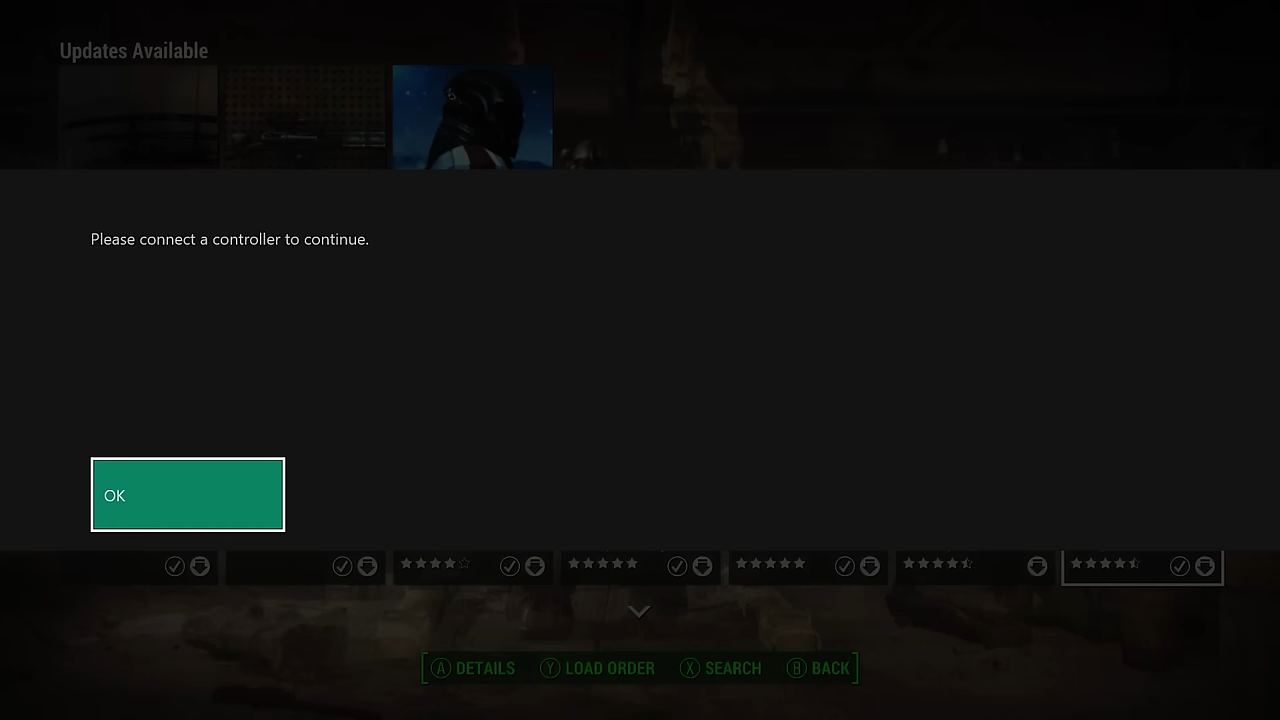 Updates Available
Please connect a controller to continue.
OK
A DETAILS Y LOAD ORDER X SEARCH B BACK